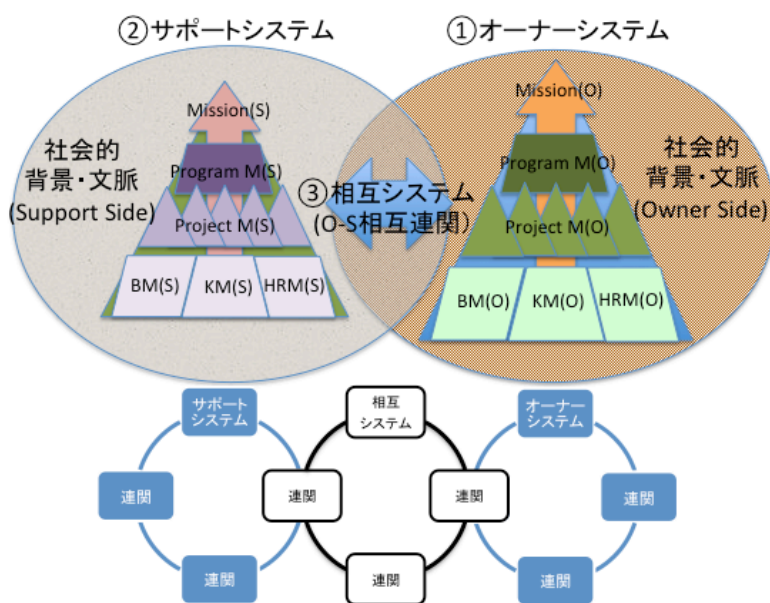 ②サポートシステム
①オーナーシステム
Mission(S)
Mission(O)
社会的
背景・文脈
(Support Side)
Program M(S)
Program M(O)
社会的
背景・文脈
(Owner Side)
③相互システム
(O-S相互連関)
Project M(S)
Project M(O)
BM(S)
KM(S)
HRM(S)
BM(O)
KM(O)
HRM(O)
サポート
システム
相互
システム
オーナー
システム
連関
連関
連関
連関
連関
連関
連関